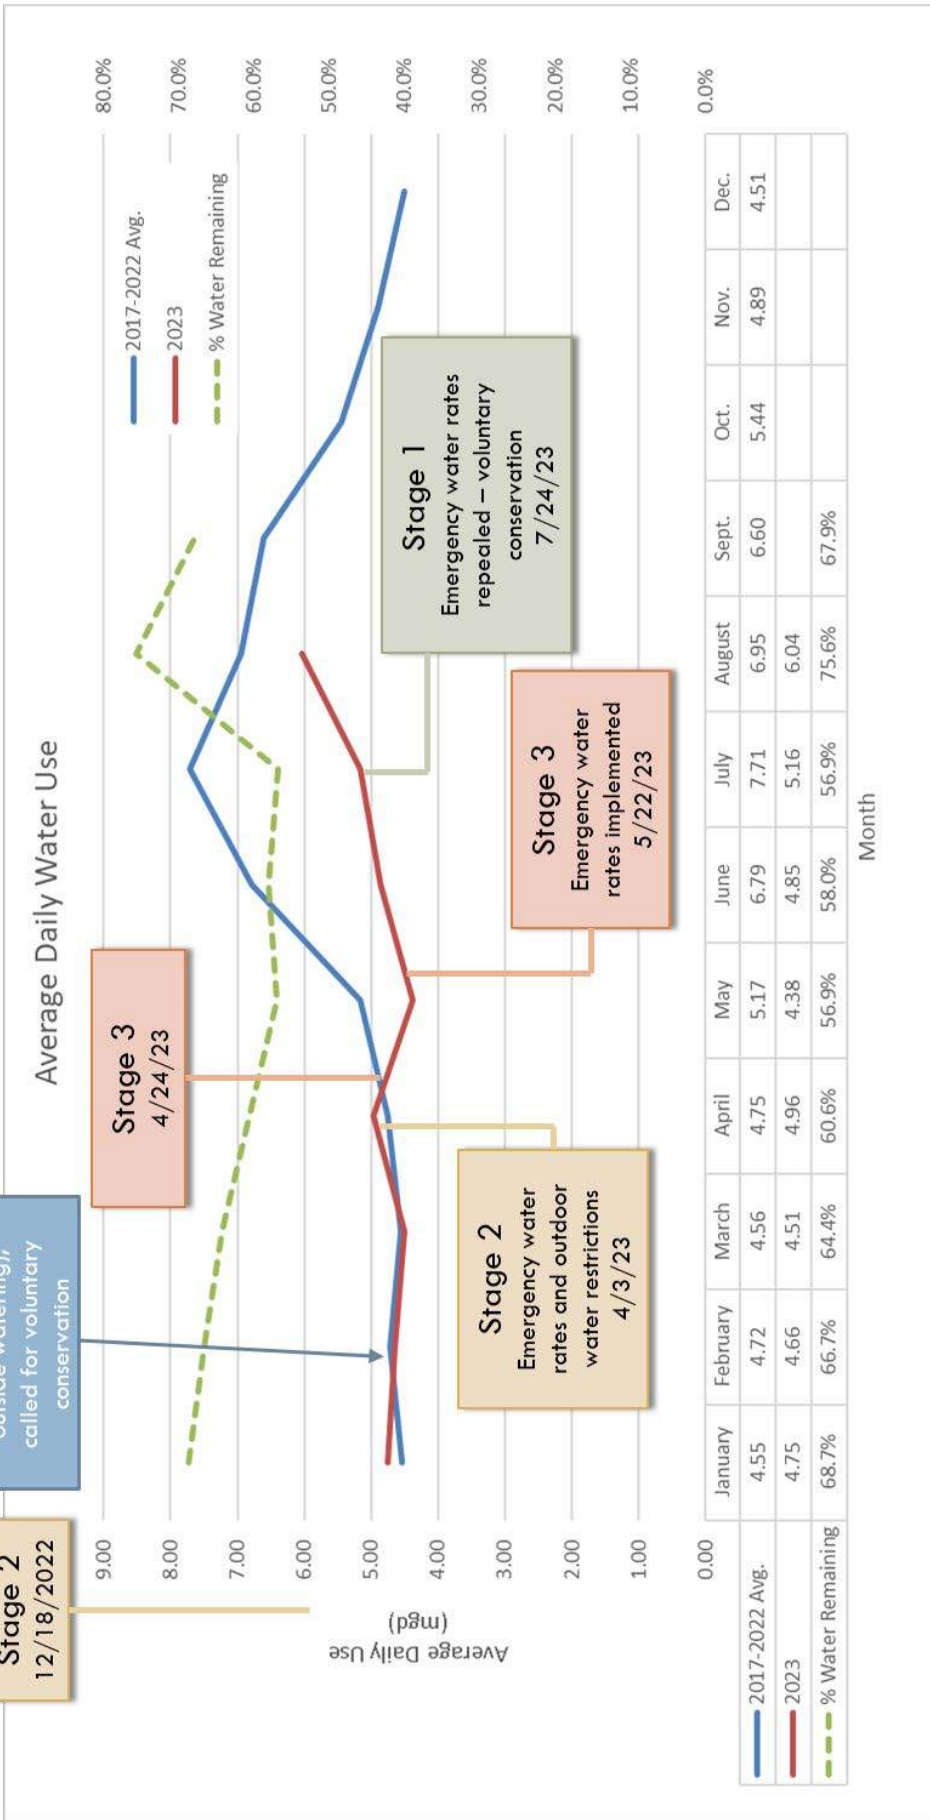 Stage 2
12/18/2022
called for voluntary
conservation
Average Daily Water Use
Stage 3
4/24/23
2017-2022 Avg.
2023
% Water Remaining
9.00
8.00
7.00
6.00
5.00
4.00
3.00
2.00
1.00
0.00
Average Daily Use
(mgd)
80.0%
70.0%
60.0%
50.0%
40.0%
30.0%
20.0%
10.0%
0.0%
Stage 2
Emergency water
rates and outdoor
water restrictions
4/3/23
Stage 3
Emergency water
rates implemented
5/22/23
Stage 1
Emergency water rates
repealed – voluntary
conservation
7/24/23
January February March April May June July August Sept. Oct. Nov. Dec.
2017-2022 Avg. 4.55 4.72 4.56 4.75 5.17 6.79 7.71 6.95 6.60 5.44 4.89 4.51
2023 4.75 4.66 4.51 4.96 4.38 4.85 5.16 6.04
% Water Remaining 68.7% 66.7% 64.4% 60.6% 56.9% 58.0% 56.9% 75.6% 67.9%
Month